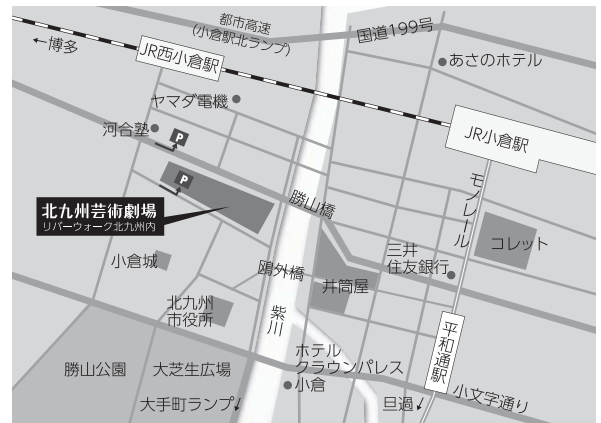 都市高速
(小倉駅北ランプ)
国道199号
←博多
JR西小倉駅
あさのホテル
ヤマダ電機
河合塾
P
JR小倉駅
P
モノレール
北九州芸術劇場
リバーウォーク北九州内
勝山橋
コレット
三井
住友銀行
小倉城
鴎外橋
井筒屋
北九州
市役所
紫川
平和通駅
ホテル
クラウンパレス
小倉
勝山公園
大芝生広場
大手町ランプ↓
旦過↓
小文字通り